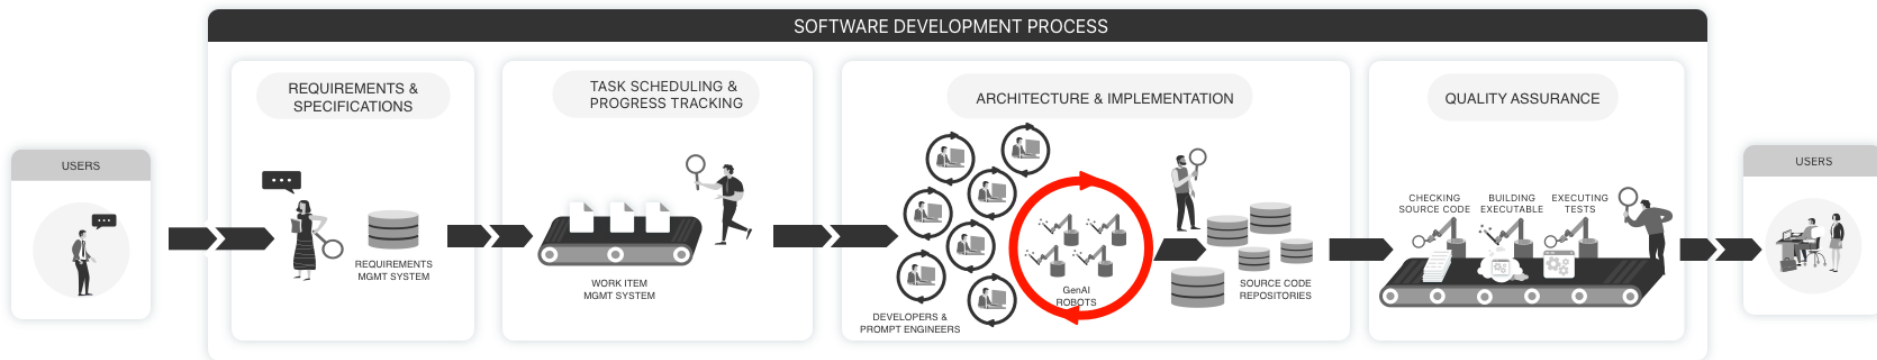 SOFTWARE DEVELOPMENT PROCESS
USERS
REQUIREMENTS &
SPECIFICATIONS
REQUIREMENTS
MGMT SYSTEM
TASK SCHEDULING &
PROGRESS TRACKING
WORK ITEM
MGMT SYSTEM
ARCHITECTURE & IMPLEMENTATION
DEVELOPERS &
PROMPT ENGINEERS
GenAI
ROBOTS
SOURCE CODE
REPOSITORIES
QUALITY ASSURANCE
CHECKING
SOURCE CODE
BUILDING
EXECUTABLE
EXECUTING
TESTS
USERS